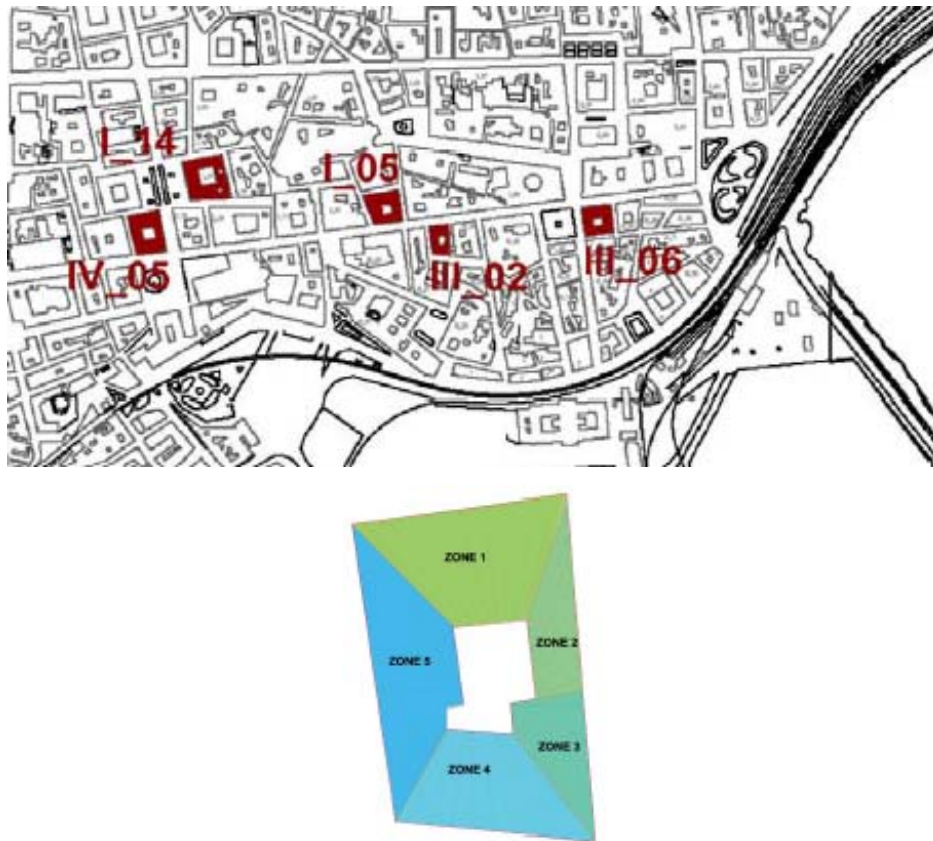 I_14
I_05
IV_05
III_02
III_06
ZONE 1
ZONE 2
ZONE 5
ZONE 3
ZONE 4